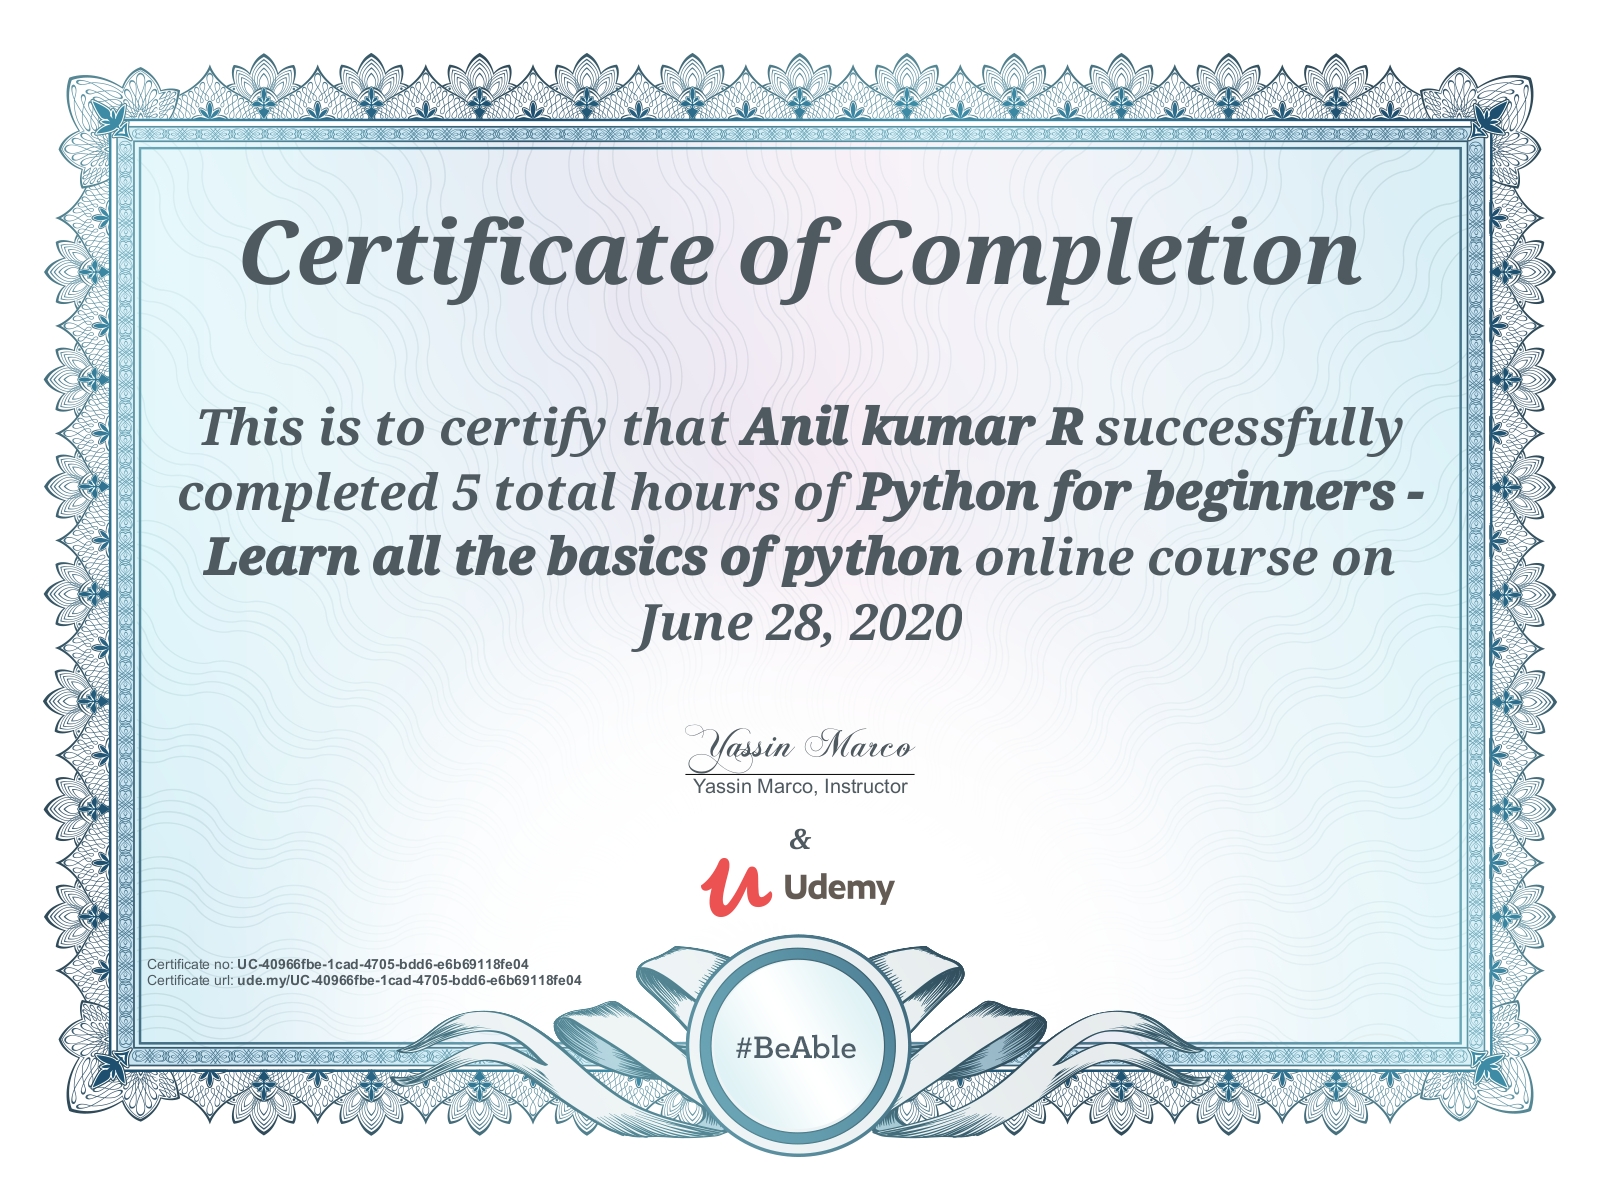 Certificate of Completion
This is to certify that Anil kumar R successfully
completed 5 total hours of Python for beginners -
Learn all the basics of python online course on
June 28, 2020
Yassin Marco
Yassin Marco, Instructor
&
Udemy
Certificate no: UC-40966fbe-1cad-4705-bdd6-e6b69118fe04
Certificate url: ude.my/UC-40966fbe-1cad-4705-bdd6-e6b69118fe04
#BeAble